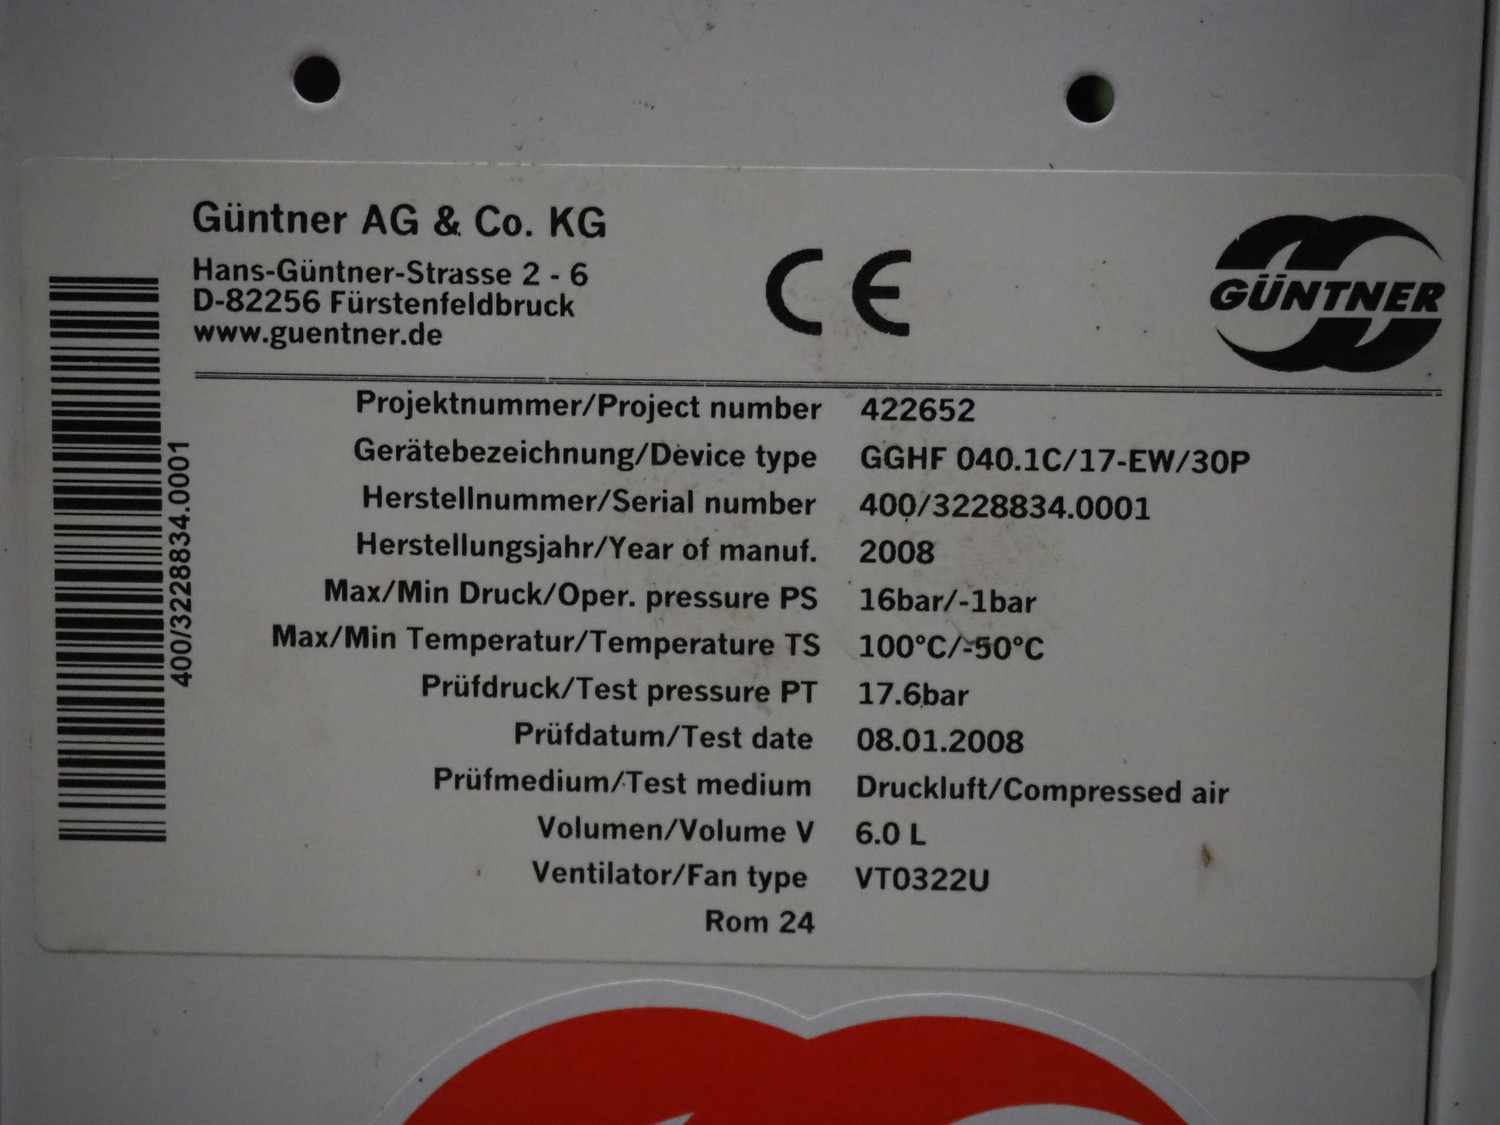 Güntner AG & Co. KG
Hans-Güntner-Strasse 2 - 6
D-82256 Fürstenfeldbruck
www.guentner.de
CE
GÜNTNER
400/3228834.0001
Projektnummer/Project number 422652
Gerätebezeichnung/Device type GGHF 040.1C/17-EW/30P
Herstellnummer/Serial number 400/3228834.0001
Herstellungsjahr/Year of manuf. 2008
Max/Min Druck/Oper. pressure PS 16bar/-1bar
Max/Min Temperatur/Temperature TS 100°C/-50°C
Prüfdruck/Test pressure PT 17.6bar
Prüfdatum/Test date 08.01.2008
Prüfmedium/Test medium Druckluft/Compressed air
Volumen/Volume V 6.0 L
Ventilator/Fan type VT0322U
Rom 24